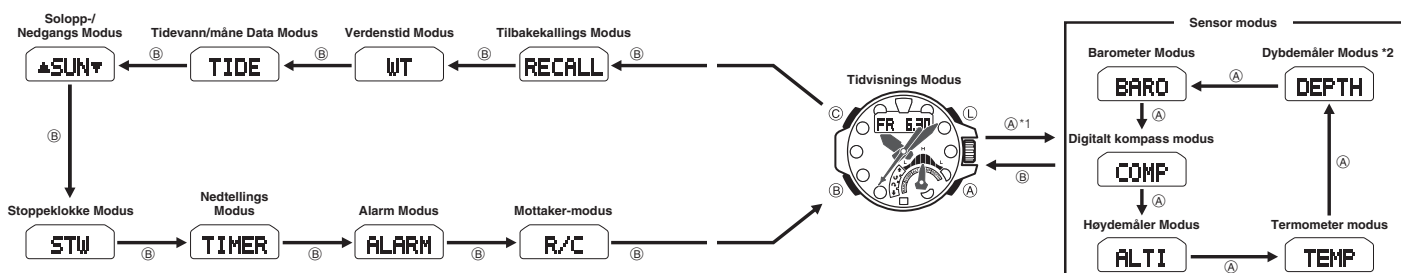 Solopp-/
Nedgangs Modus
Tidevann/måne Data Modus
Verdenstid Modus
Tilbakekallings Modus
Tidvisnings Modus
Sensor modus
Barometer Modus
Dybdemåler Modus *2
▲SUN▼
Ⓑ
TIDE
Ⓑ
WT
Ⓑ
RECALL
Ⓑ
BARO
Ⓐ
DEPTH
Ⓒ
FR 6.30
Ⓛ
Ⓐ*1
Ⓐ
Digitalt kompass modus
COMP
Ⓑ
Ⓑ
Ⓐ
Ⓑ
Ⓐ
Ⓐ
Stoppeklokke Modus
Nedtellings
Modus
Alarm Modus
Mottaker-modus
Høydemåler Modus
Termometer modus
STW
Ⓑ
TIMER
Ⓑ
ALARM
Ⓑ
R/C
Ⓑ
ALTI
Ⓐ
TEMP